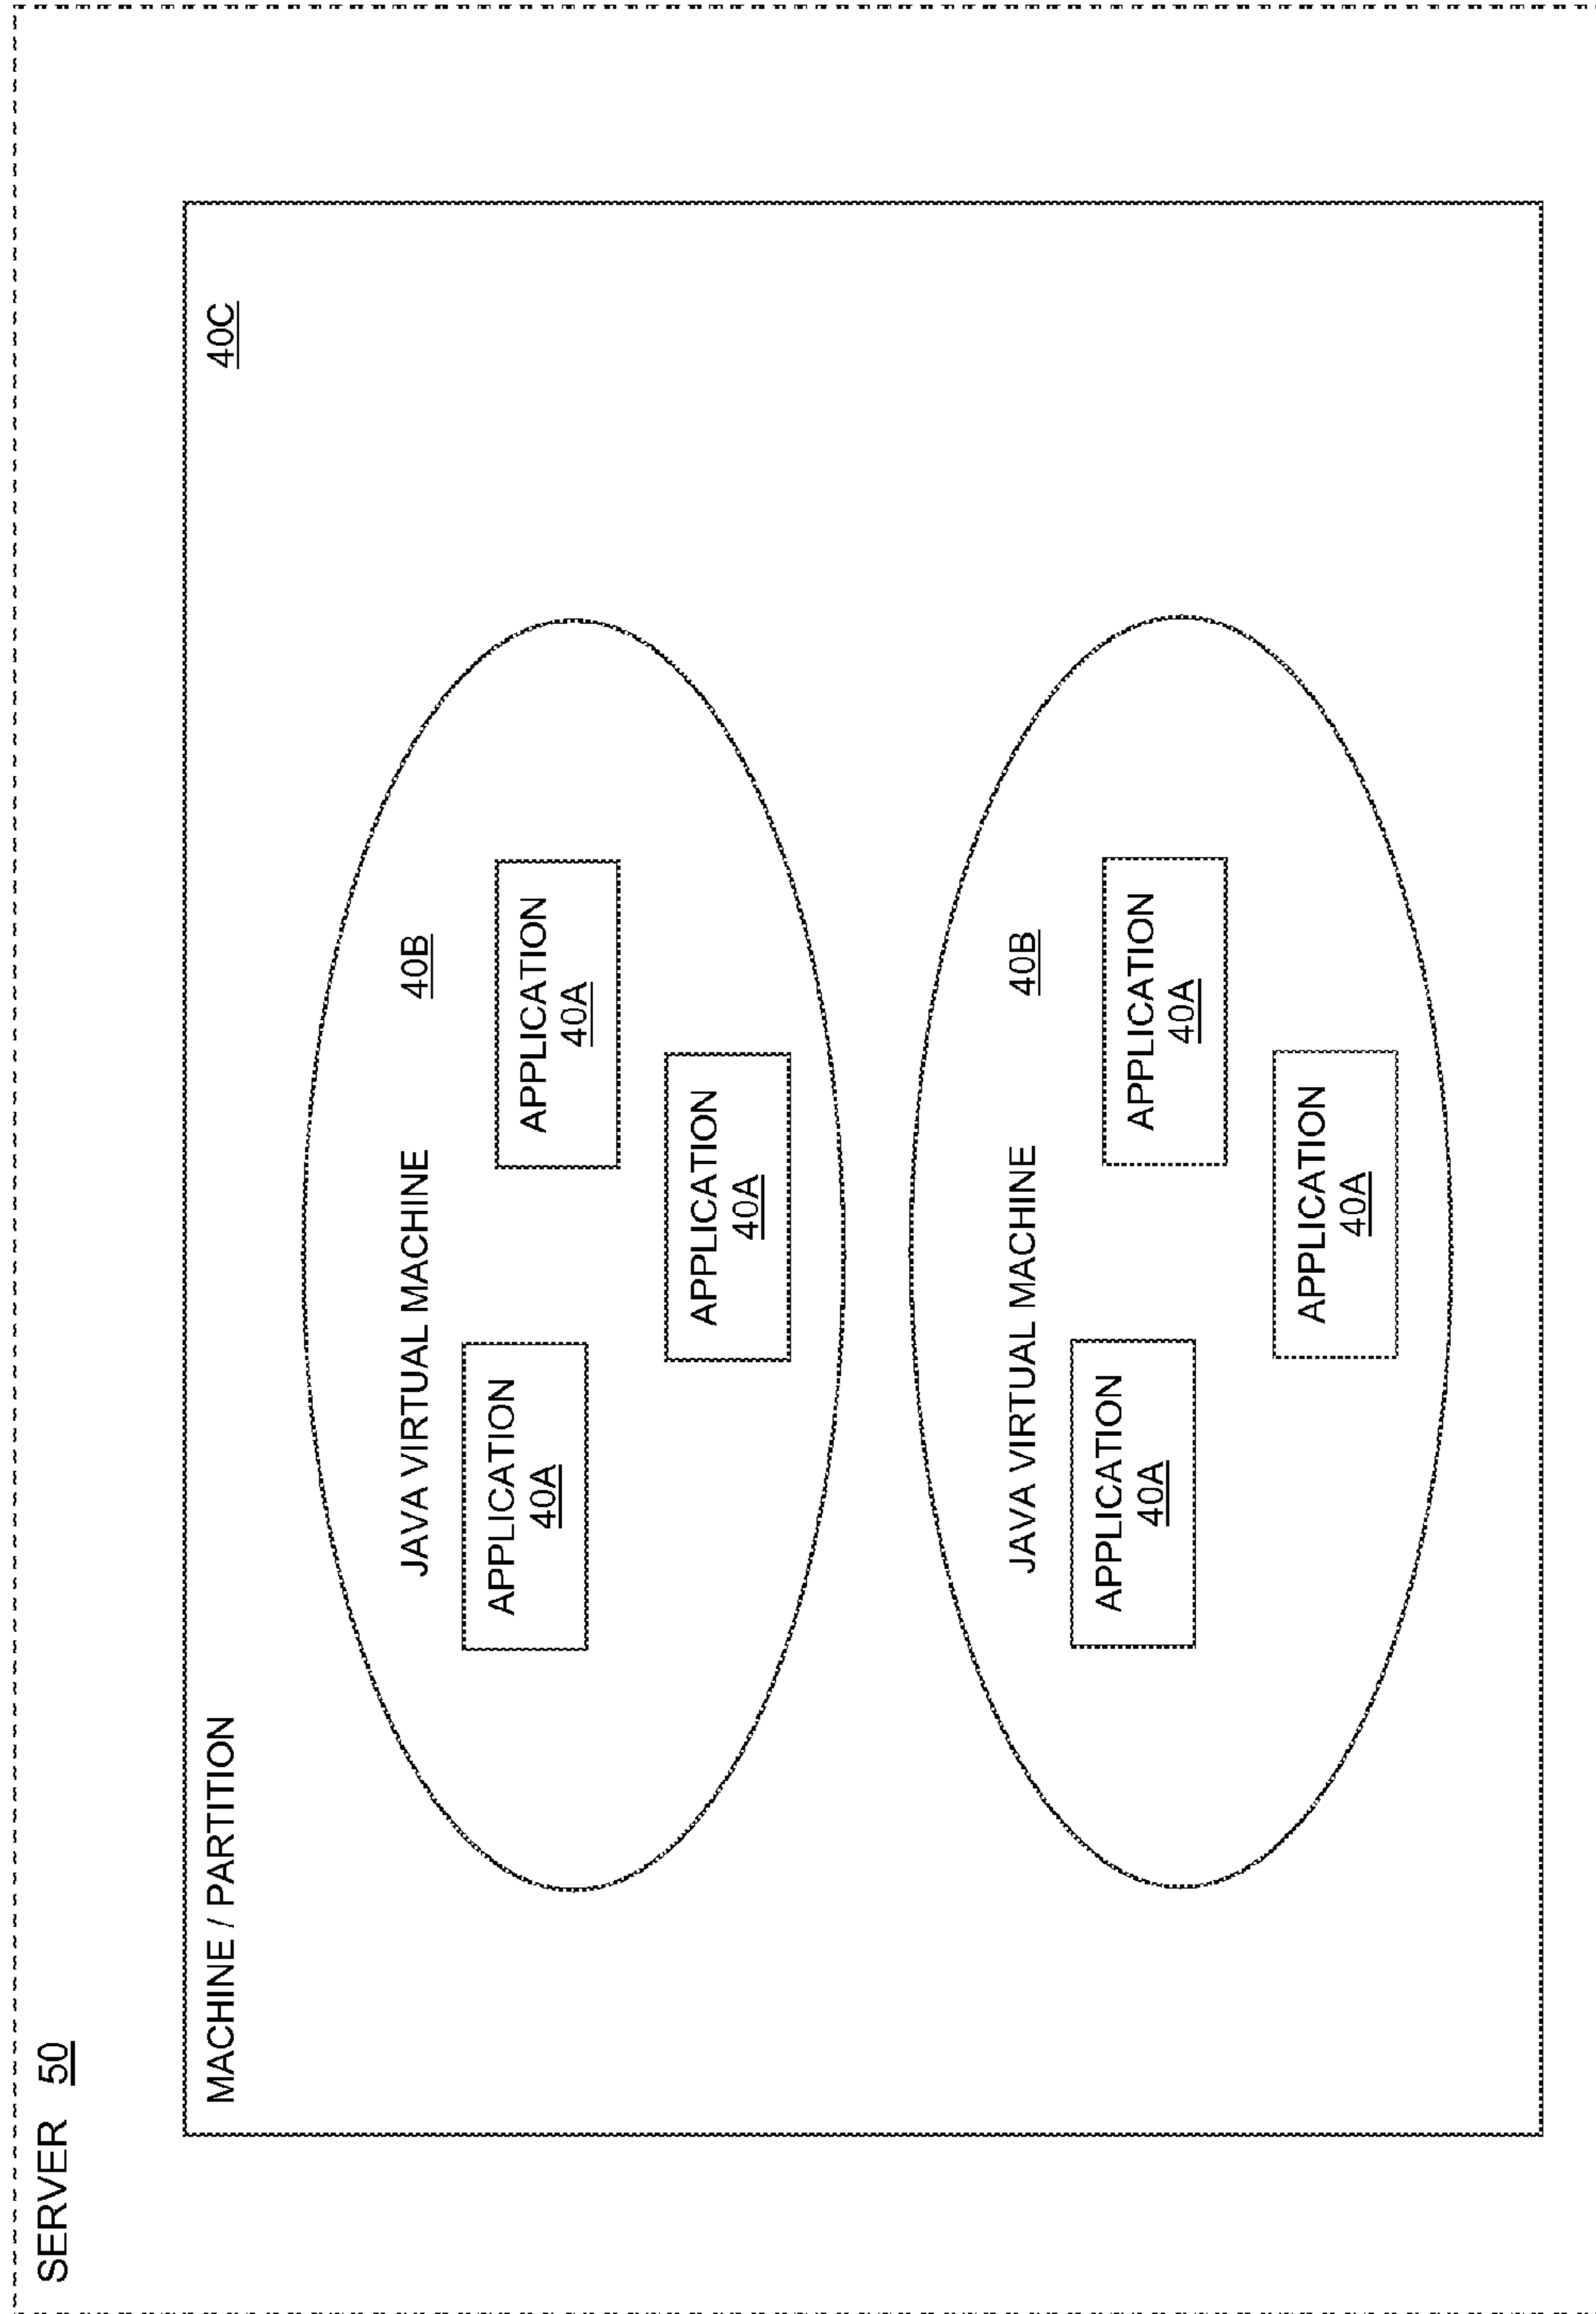 SERVER 50
MACHINE / PARTITION 40C
JAVA VIRTUAL MACHINE 40B
APPLICATION
40A
APPLICATION
40A
APPLICATION
40A
JAVA VIRTUAL MACHINE 40B
APPLICATION
40A
APPLICATION
40A
APPLICATION
40A